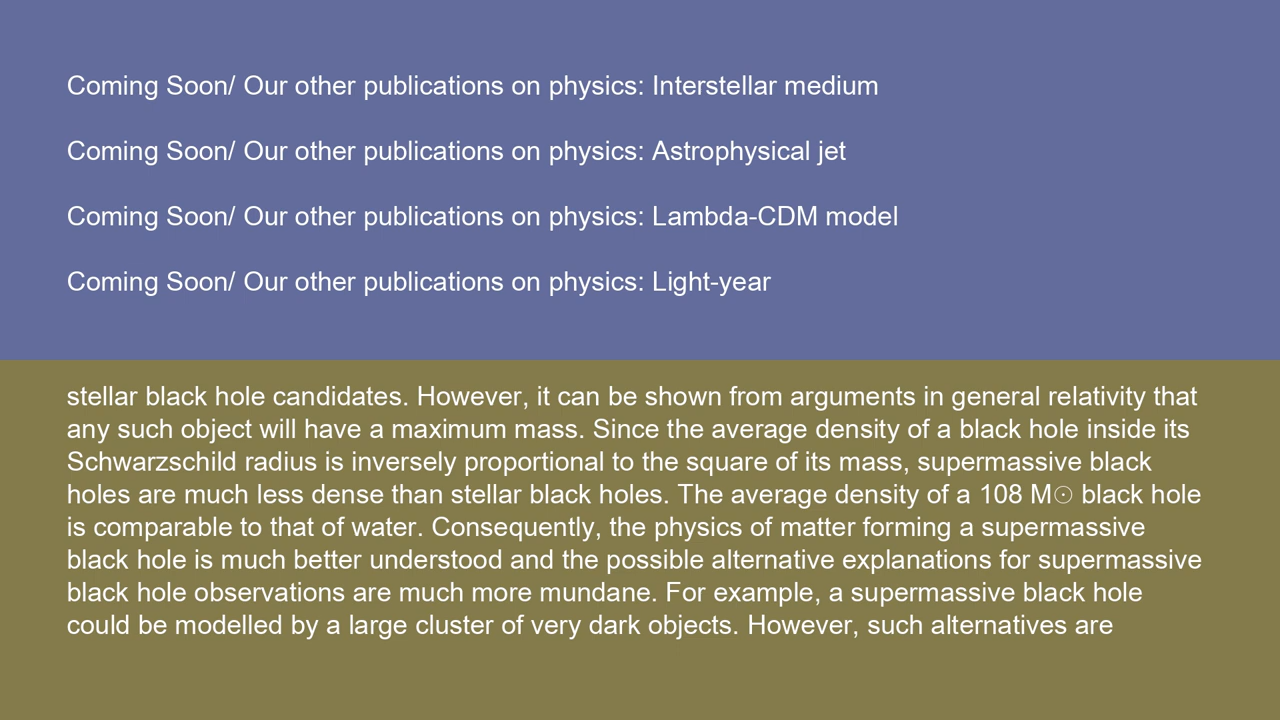 Coming Soon/ Our other publications on physics: Interstellar medium
Coming Soon/ Our other publications on physics: Astrophysical jet
Coming Soon/ Our other publications on physics: Lambda-CDM model
Coming Soon/ Our other publications on physics: Light-year
stellar black hole candidates. However, it can be shown from arguments in general relativity that
any such object will have a maximum mass. Since the average density of a black hole inside its
Schwarzschild radius is inversely proportional to the square of its mass, supermassive black
holes are much less dense than stellar black holes. The average density of a 108 M☉ black hole
is comparable to that of water. Consequently, the physics of matter forming a supermassive
black hole is much better understood and the possible alternative explanations for supermassive
black hole observations are much more mundane. For example, a supermassive black hole
could be modelled by a large cluster of very dark objects. However, such alternatives are